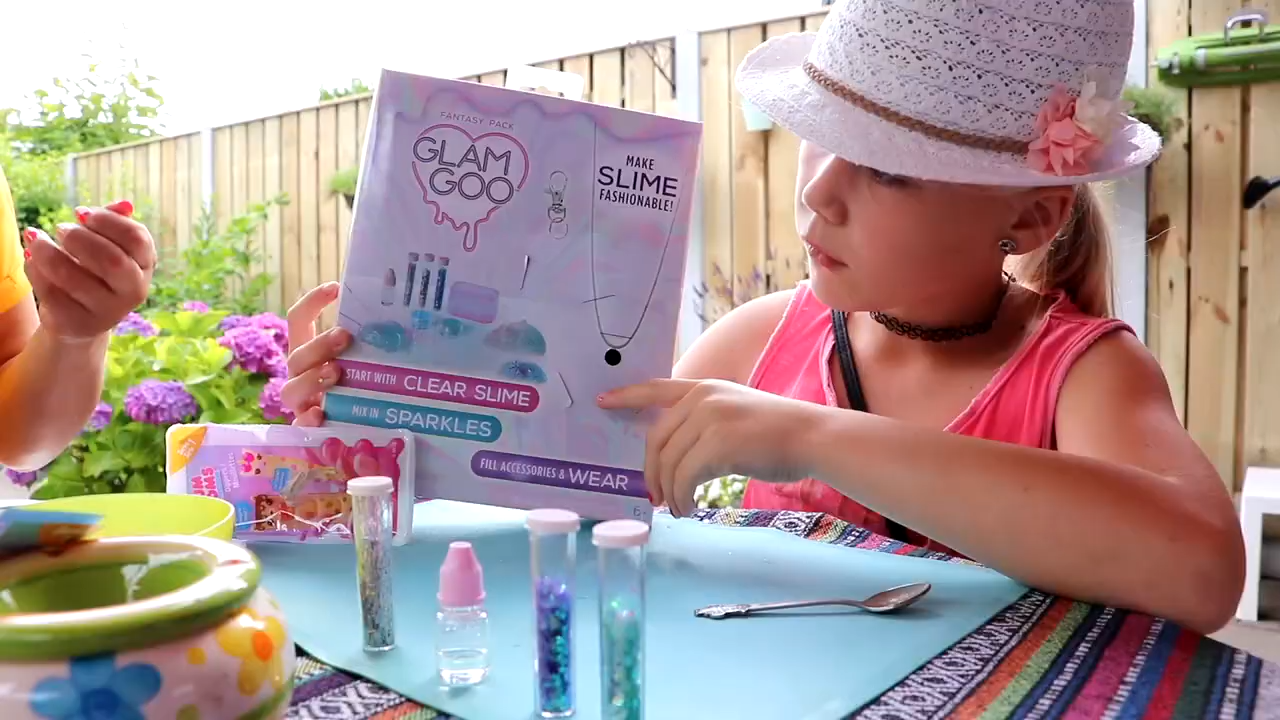 FANTASY PACK
GLAM
GOO
MAKE
SLIME
FASHIONABLE!
START WITH CLEAR SLIME
MIX IN SPARKLES
FILL ACCESSORIES & WEAR
6+